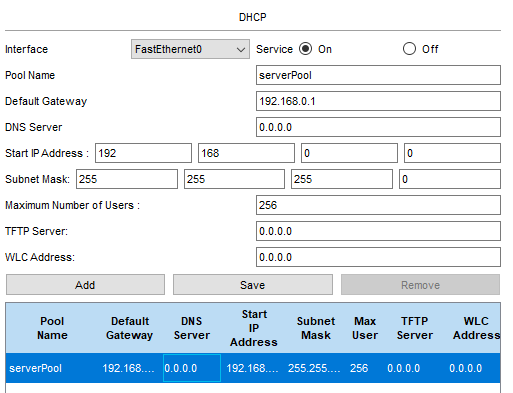 DHCP
Interface FastEthernet0 Service On Off
Pool Name serverPool
Default Gateway 192.168.0.1
DNS Server 0.0.0.0
Start IP Address : 192 168 0 0
Subnet Mask: 255 255 255 0
Maximum Number of Users : 256
TFTP Server: 0.0.0.0
WLC Address: 0.0.0.0
Add Save Remove
Pool Name Default Gateway DNS Server Start IP Address Subnet Mask Max User TFTP Server WLC Address
serverPool 192.168.... 0.0.0.0 192.168.... 255.255.... 256 0.0.0.0 0.0.0.0